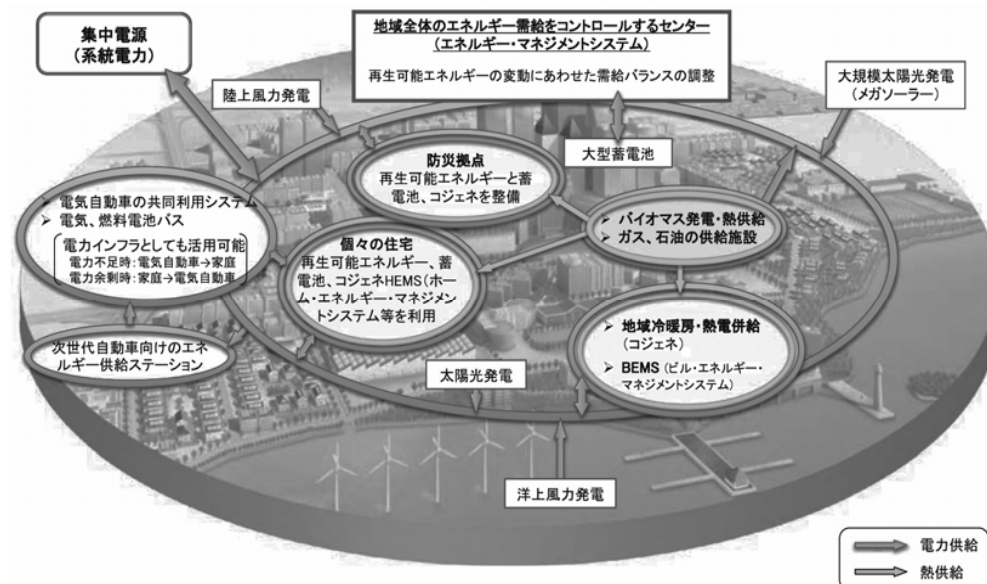 集中電源
(系統電力)
地域全体のエネルギー需給をコントロールするセンター
(エネルギー・マネジメントシステム)
再生可能エネルギーの変動にあわせた需給バランスの調整
大規模太陽光発電
(メガソーラー)
陸上風力発電
大型蓄電池
防災拠点
再生可能エネルギーと蓄
電池、コジェネを整備
➢ 電気自動車の共同利用システム
➢ 電気、燃料電池バス
電力インフラとしても活用可能
電力不足時:電気自動車→家庭
電力余剰時:家庭→電気自動車
➢ バイオマス発電・熱供給
➢ ガス、石油の供給施設
個々の住宅
再生可能エネルギー、蓄
電池、コジェネHEMS(ホー
ム・エネルギー・マネジメント
システム等を利用
➢ 地域冷暖房・熱電併給
(コジェネ)
➢ BEMS (ビル・エネルギー・
マネジメントシステム)
次世代自動車向けのエネ
ルギー供給ステーション
太陽光発電
洋上風力発電
電力供給
熱供給